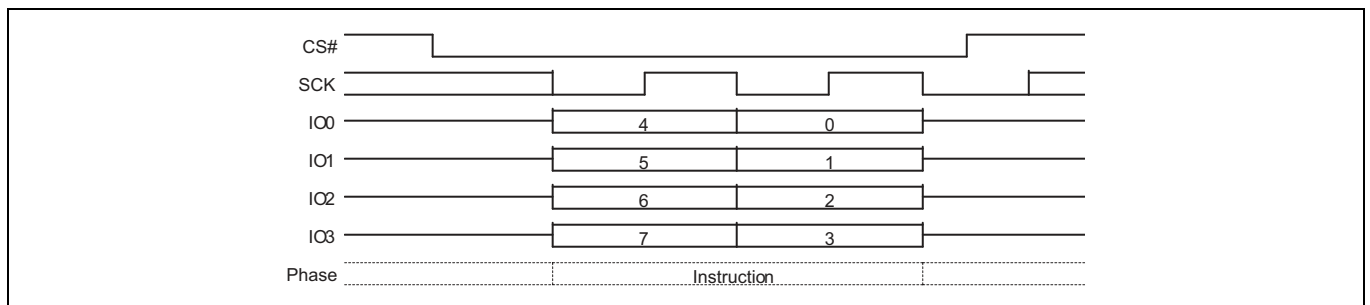 CS#
SCK
IO0 4 0
IO1 5 1
IO2 6 2
IO3 7 3
Phase Instruction